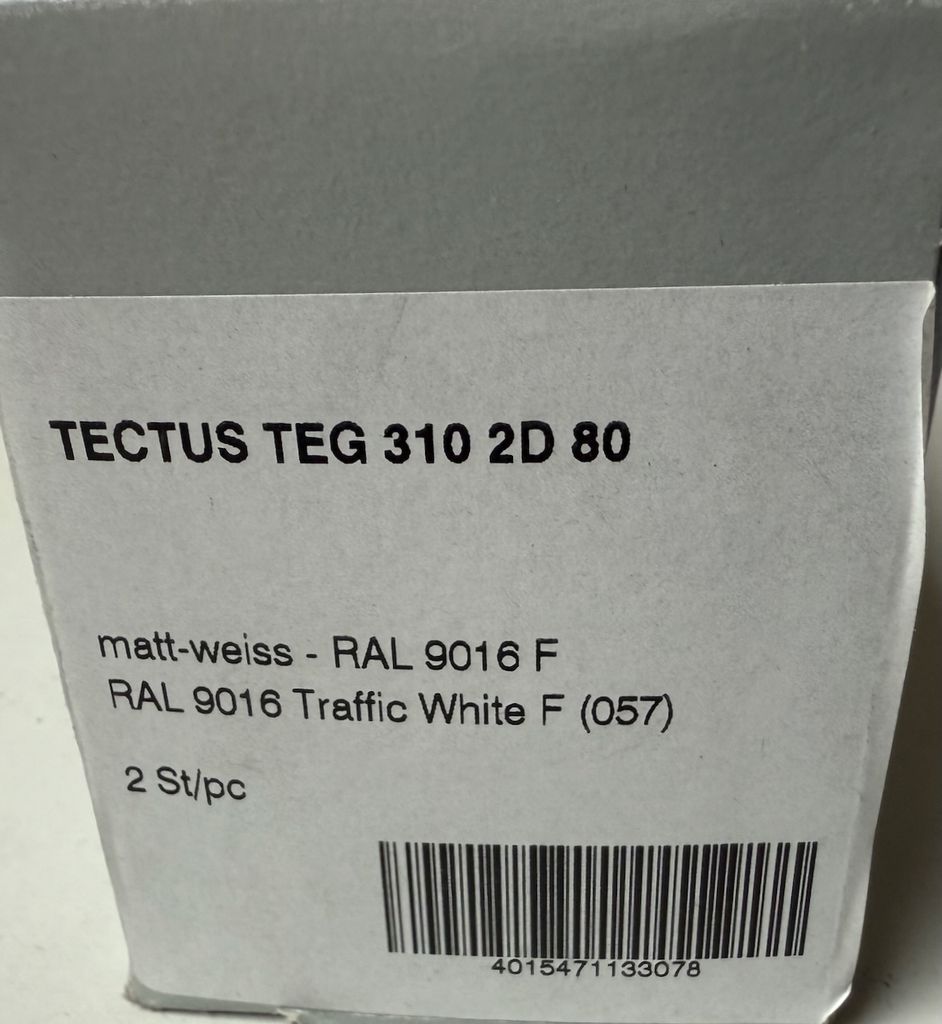 TECTUS TEG 310 2D 80
matt-weiss - RAL 9016 F
RAL 9016 Traffic White F (057)
2 St/pc
4015471133078